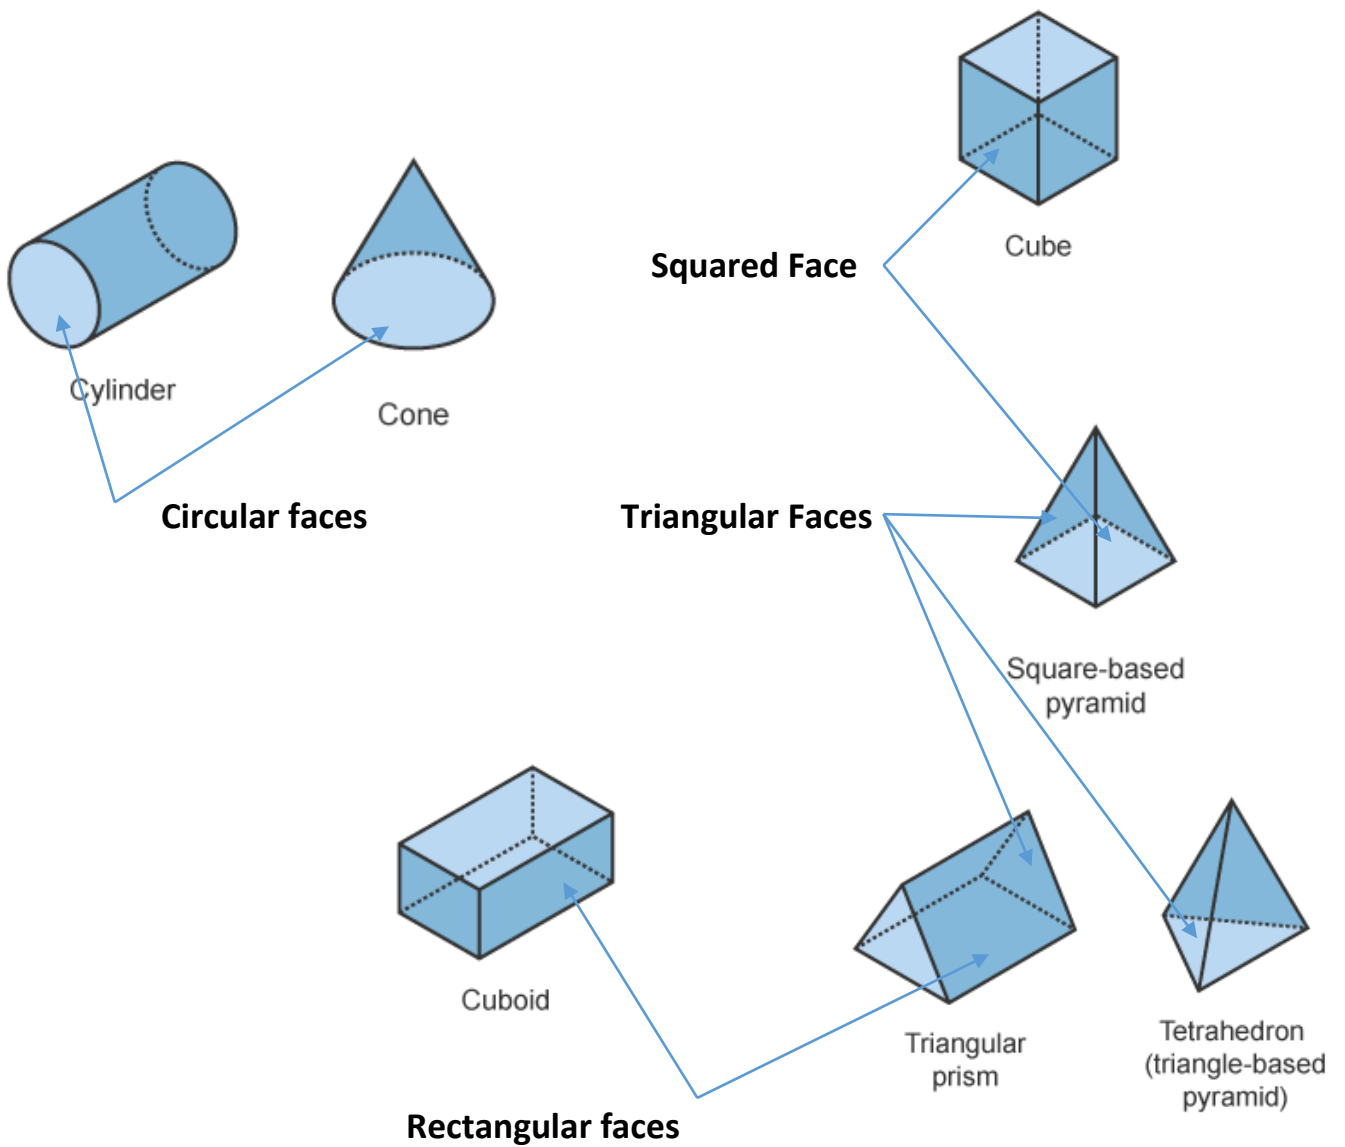 Cube
Squared Face
Cylinder
Cone
Circular faces
Triangular Faces
Square-based
pyramid
Cuboid
Triangular
prism
Tetrahedron
(triangle-based
pyramid)
Rectangular faces